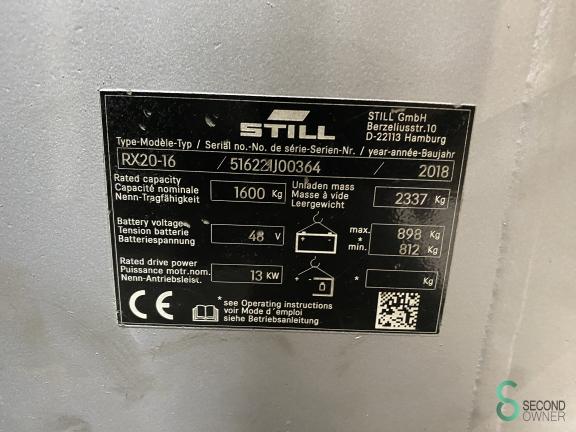 STILL
STILL GmbH
Berzeliusstr.10
D-22113 Hamburg
Type-Modèle-Typ / Serial no.-No. de série-Serien-Nr. / year-année-Baujahr
RX20-16 / 516221J00364 / 2018
Rated capacity
Capacité nominale
Nenn-Tragfähigkeit
1600 Kg
Unladen mass
Masse à vide
Leergewicht
2337 Kg
Battery voltage
Tension batterie
Batteriespannung
48 V
max. 898 Kg
*
min. 812 Kg
Rated drive power
Puissance motr.nom.
Nenn-Antriebsleist.
13 KW
* Kg
CE
*see Operating instructions
voir Mode d'émploi
siehe Betriebsanleitung
SECOND
OWNER